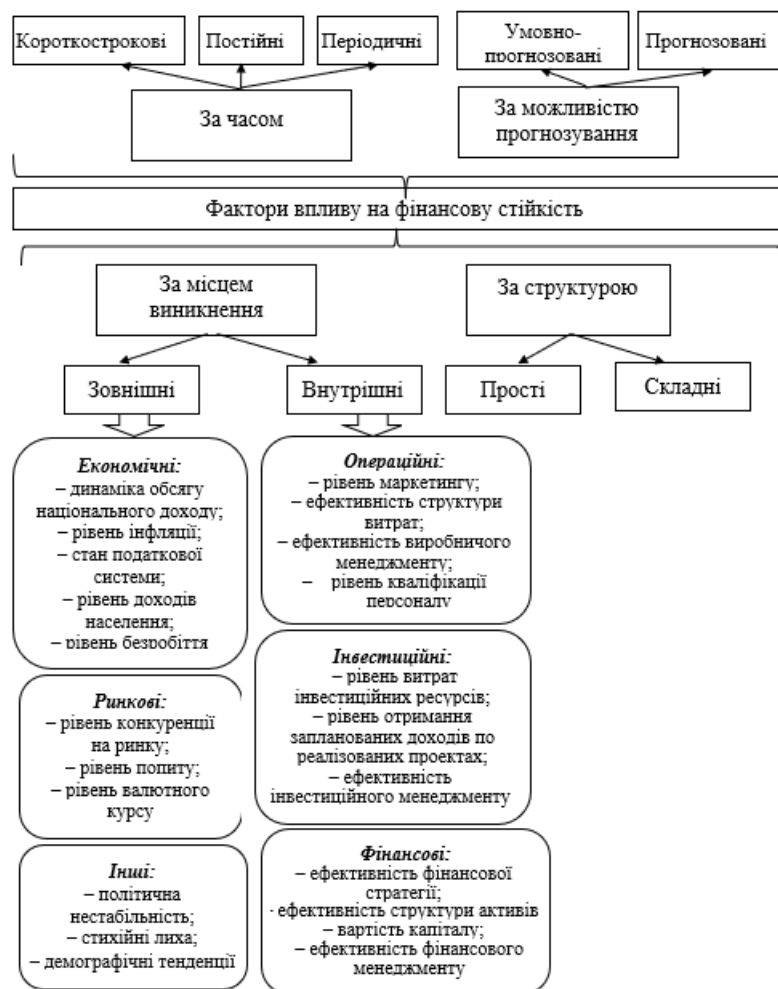 Короткострокові
Постійні
Періодичні
Умовно-
прогнозовані
Прогнозовані
За часом
За можливістю
прогнозування
Фактори впливу на фінансову стійкість
За місцем
виникнення
За структурою
Зовнішні
Внутрішні
Прості
Складні
Економічні:
– динаміка обсягу
національного доходу;
– рівень інфляції;
– стан податкової
системи;
– рівень доходів
населення;
– рівень безробіття
Ринкові:
– рівень конкуренції
на ринку;
– рівень попиту;
– рівень валютного
курсу
Інші:
– політична
нестабільність;
– стихійні лиха;
– демографічні тенденції
Операційні:
– рівень маркетингу;
– ефективність структури
витрат;
– ефективність виробничого
менеджменту;
– рівень кваліфікації
персоналу
Інвестиційні:
– рівень витрат
інвестиційних ресурсів;
– рівень отримання
запланованих доходів по
реалізованих проектах;
– ефективність
інвестиційного менеджменту
Фінансові:
– ефективність фінансової
стратегії;
· ефективність структури активів
– вартість капіталу;
– ефективність фінансового
менеджменту